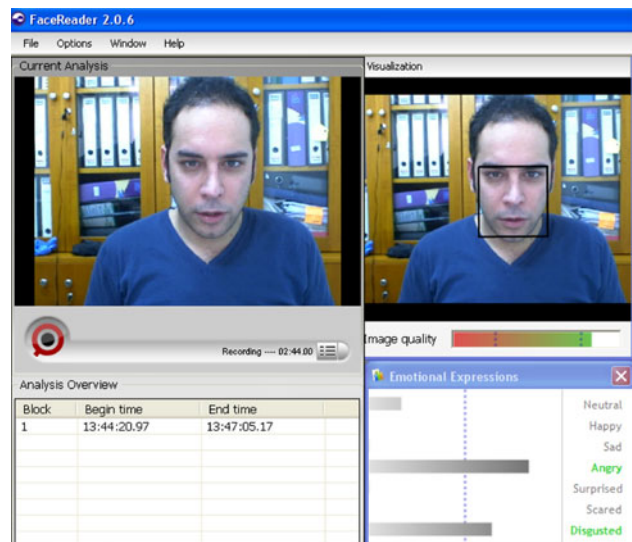 FaceReader 2.0.6
File Options Window Help
Current Analysis
Visualization
Recording ---- 02:44.00
Image quality
Analysis Overview
Block Begin time End time
1 13:44:20.97 13:47:05.17
Emotional Expressions
Neutral
Happy
Sad
Angry
Surprised
Scared
Disgusted